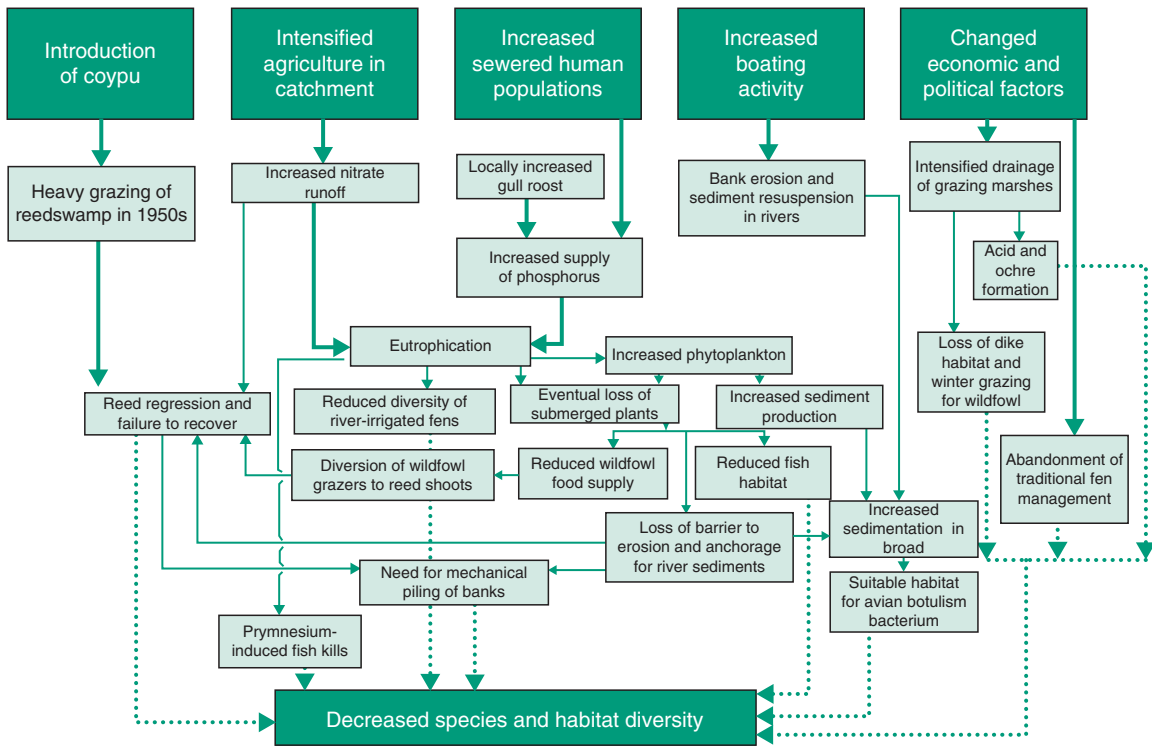 Introduction
of coypu
Intensified
agriculture in
catchment
Increased
sewered human
populations
Increased
boating
activity
Changed
economic and
political factors
Heavy grazing of
reedswamp in 1950s
Increased nitrate
runoff
Locally increased
gull roost
Bank erosion and
sediment resuspension
in rivers
Intensified drainage
of grazing marshes
Increased supply
of phosphorus
Acid and
ochre
formation
Eutrophication
Increased phytoplankton
Loss of dike
habitat and
winter grazing
for wildfowl
Reed regression and
failure to recover
Reduced diversity of
river-irrigated fens
Eventual loss of
submerged plants
Increased sediment
production
Diversion of wildfowl
grazers to reed shoots
Reduced wildfowl
food supply
Reduced fish
habitat
Abandonment of
traditional fen
management
Increased
sedimentation in
broad
Loss of barrier to
erosion and anchorage
for river sediments
Need for mechanical
piling of banks
Suitable habitat
for avian botulism
bacterium
Prymnesium-
induced fish kills
Decreased species and habitat diversity